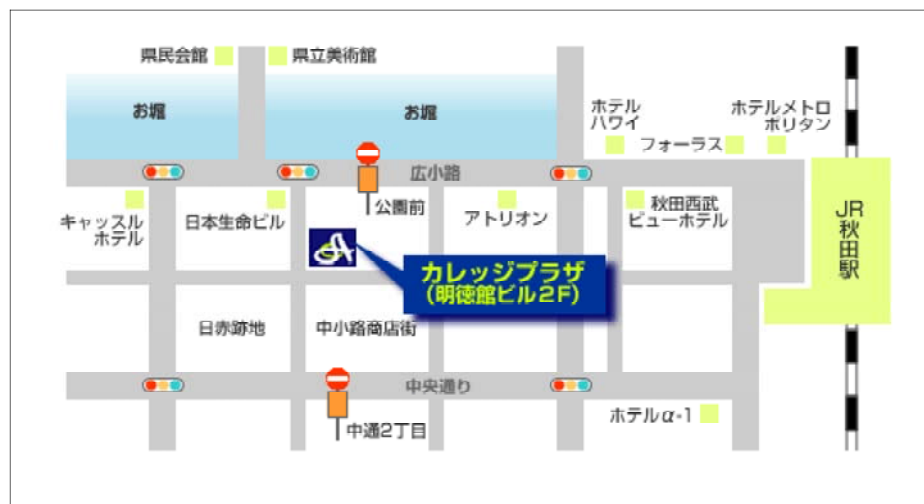 県民会館
県立美術館
お堀
お堀
ホテル
ハワイ
フォーラス
ホテルメトロ
ポリタン
広小路
公園前
キャッスル
ホテル
日本生命ビル
アトリオン
秋田西武
ビューホテル
JR
秋田駅
カレッジプラザ
(明徳館ビル2F)
日赤跡地
中小路商店街
中央通り
中通2丁目
ホテルα-1